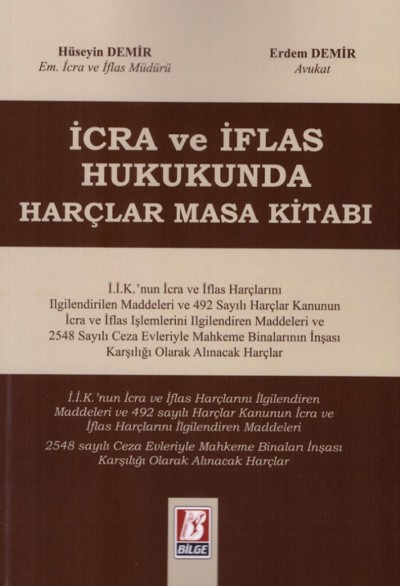 Hüseyin DEMİR
Em. İcra ve İflas Müdürü
Erdem DEMİR
Avukat
İCRA ve İFLAS
HUKUKUNDA
HARÇLAR MASA KİTABI
İ.İ.K.'nun İcra ve İflas Harçlarını
Ilgilendirilen Maddeleri ve 492 Sayılı Harçlar Kanunun
İcra ve İflas Işlemlerini Ilgilendiren Maddeleri ve
2548 Sayılı Ceza Evleriyle Mahkeme Binalarının İnşası
Karşılığı Olarak Alınacak Harçlar
İ.İ.K.'nun İcra ve İflas Harçlarını İlgilendiren
Maddeleri ve 492 sayılı Harçlar Kanunun İcra ve
İflas Harçlarını İlgilendiren Maddeleri
2548 sayılı Ceza Evleriyle Mahkeme Binaları İnşası
Karşılığı Olarak Alınacak Harçlar
B
BİLGE